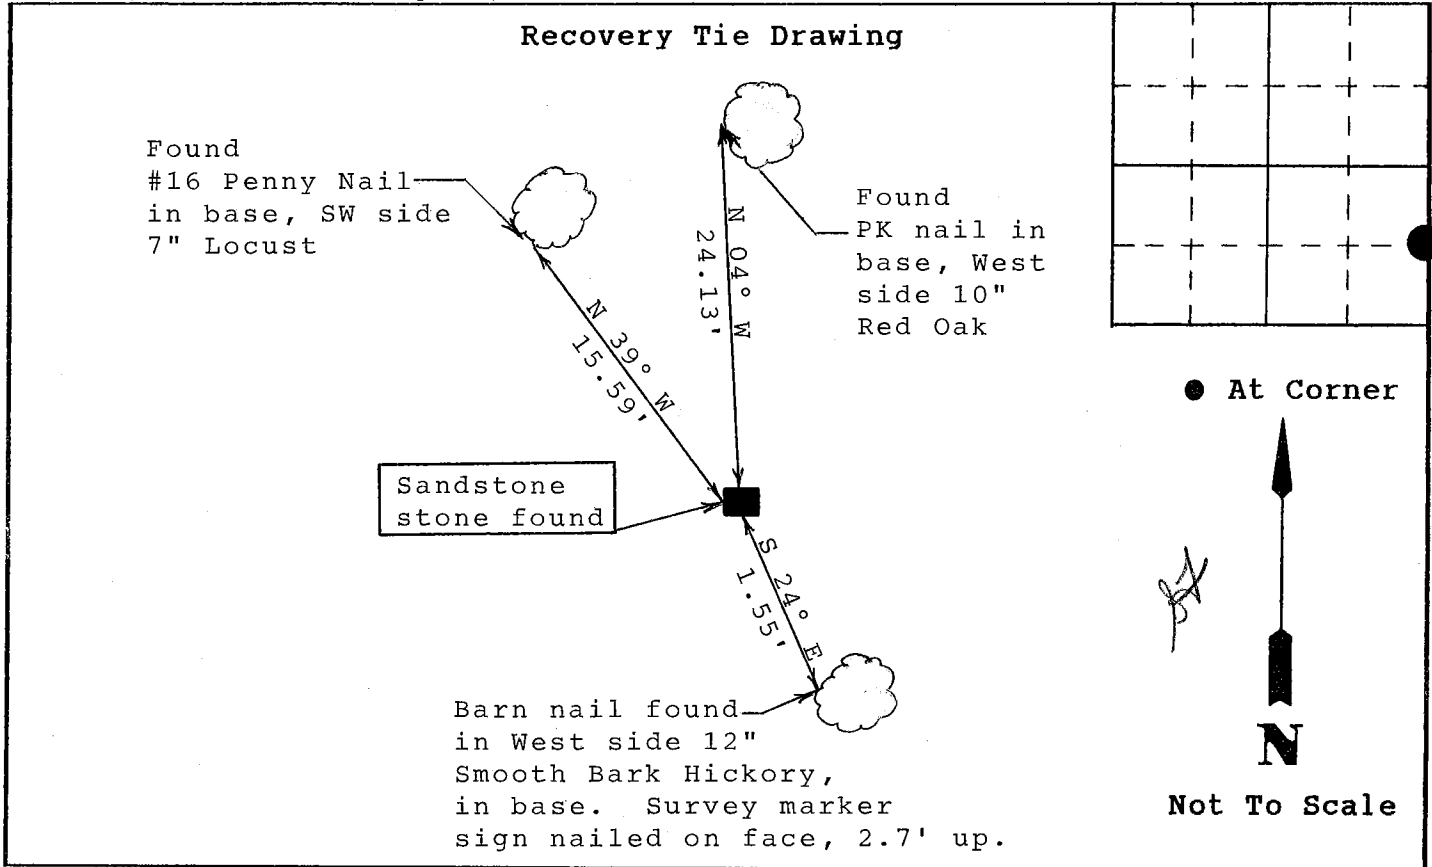 Recovery Tie Drawing
Found
#16 Penny Nail
in base, SW side
7" Locust
Found
PK nail in
base, West
side 10"
Red Oak
N 04° W
24.13'
N 39° W
15.59'
At Corner
Sandstone
stone found
S 24° E
1.55'
Barn nail found
in West side 12"
Smooth Bark Hickory,
in base. Survey marker
sign nailed on face, 2.7' up.
N
Not To Scale